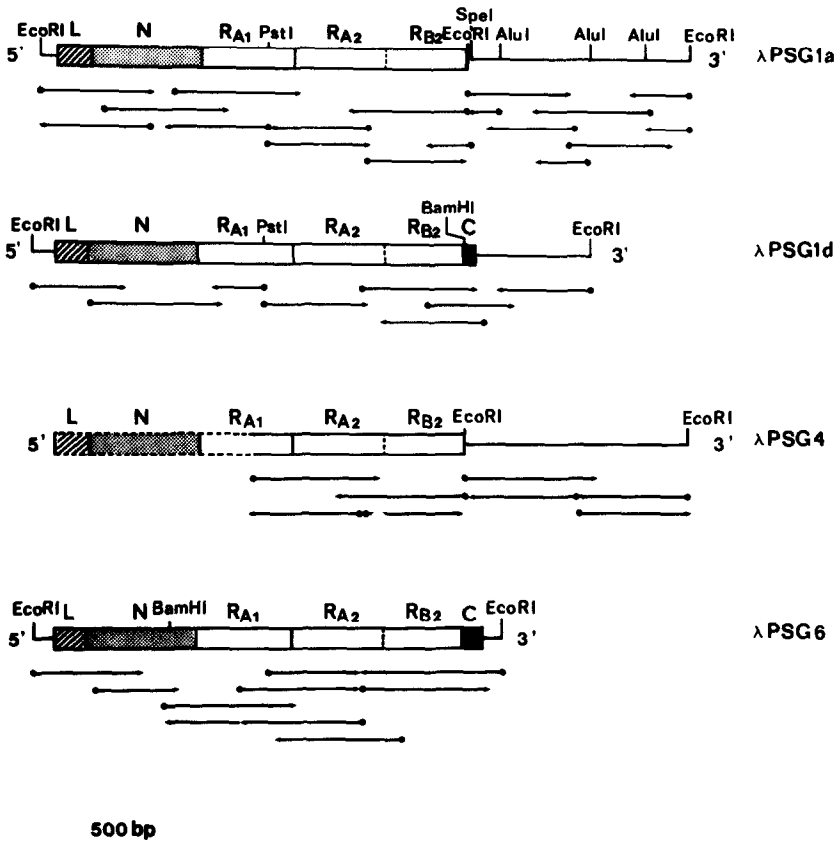 SpeI
EcoRI L N RA1 PstI RA2 RB2 EcoRI AluI AluI AluI EcoRI
5' 3' λPSG1a
BamHI
EcoRI L N RA1 PstI RA2 RB2 C EcoRI
5' 3' λPSG1d
L N RA1 RA2 RB2 EcoRI EcoRI
5' 3' λPSG4
EcoRI L N BamHI RA1 RA2 RB2 C EcoRI
5' 3' λPSG6
500 bp